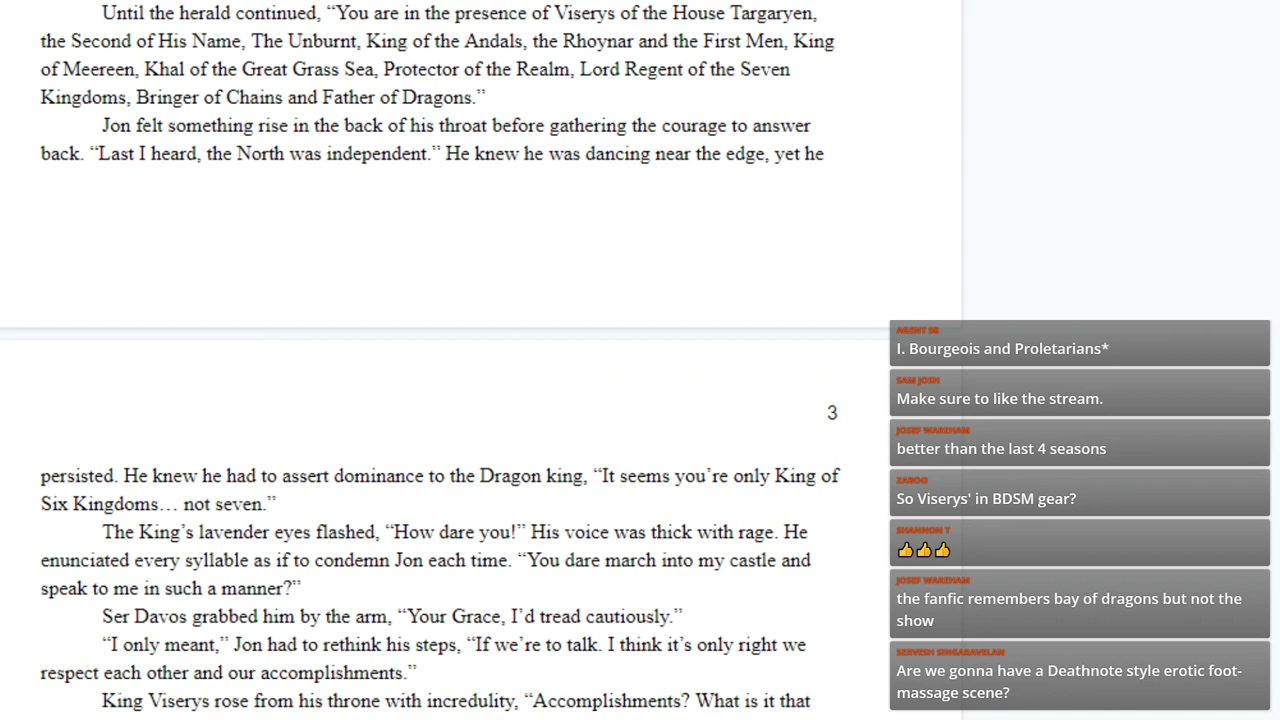 Until the herald continued, “You are in the presence of Viserys of the House Targaryen,
the Second of His Name, The Unburnt, King of the Andals, the Rhoynar and the First Men, King
of Meereen, Khal of the Great Grass Sea, Protector of the Realm, Lord Regent of the Seven
Kingdoms, Bringer of Chains and Father of Dragons.”
Jon felt something rise in the back of his throat before gathering the courage to answer
back. “Last I heard, the North was independent.” He knew he was dancing near the edge, yet he
3
persisted. He knew he had to assert dominance to the Dragon king, “It seems you’re only King of
Six Kingdoms… not seven.”
The King’s lavender eyes flashed, “How dare you!” His voice was thick with rage. He
enunciated every syllable as if to condemn Jon each time. “You dare march into my castle and
speak to me in such a manner?”
Ser Davos grabbed him by the arm, “Your Grace, I’d tread cautiously.”
“I only meant,” Jon had to rethink his steps, “If we’re to talk. I think it’s only right we
respect each other and our accomplishments.”
King Viserys rose from his throne with incredulity, “Accomplishments? What is it that
AGENT 58
I. Bourgeois and Proletarians*
SAM JOSH
Make sure to like the stream.
JOSEF WAREHAM
better than the last 4 seasons
ZABOO
So Viserys' in BDSM gear?
SHANNON T
👍👍👍
JOSEF WAREHAM
the fanfic remembers bay of dragons but not the
show
SERVESH SINGARAVELAN
Are we gonna have a Deathnote style erotic foot-
massage scene?